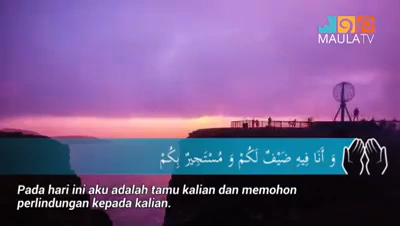 MAULATV
وَ أَنَا فِيهِ ضَيْفٌ لَكُمْ وَ مُسْتَجِيرٌ بِكُمْ
Pada hari ini aku adalah tamu kalian dan memohon
perlindungan kepada kalian.